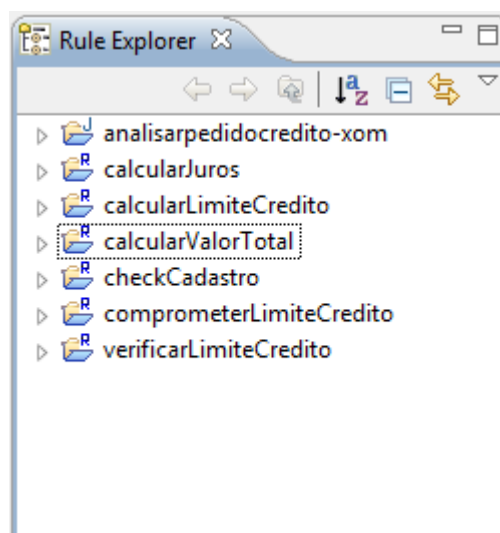 Rule Explorer
analisarpedidocredito-xom
calcularJuros
calcularLimiteCredito
calcularValorTotal
checkCadastro
comprometerLimiteCredito
verificarLimiteCredito